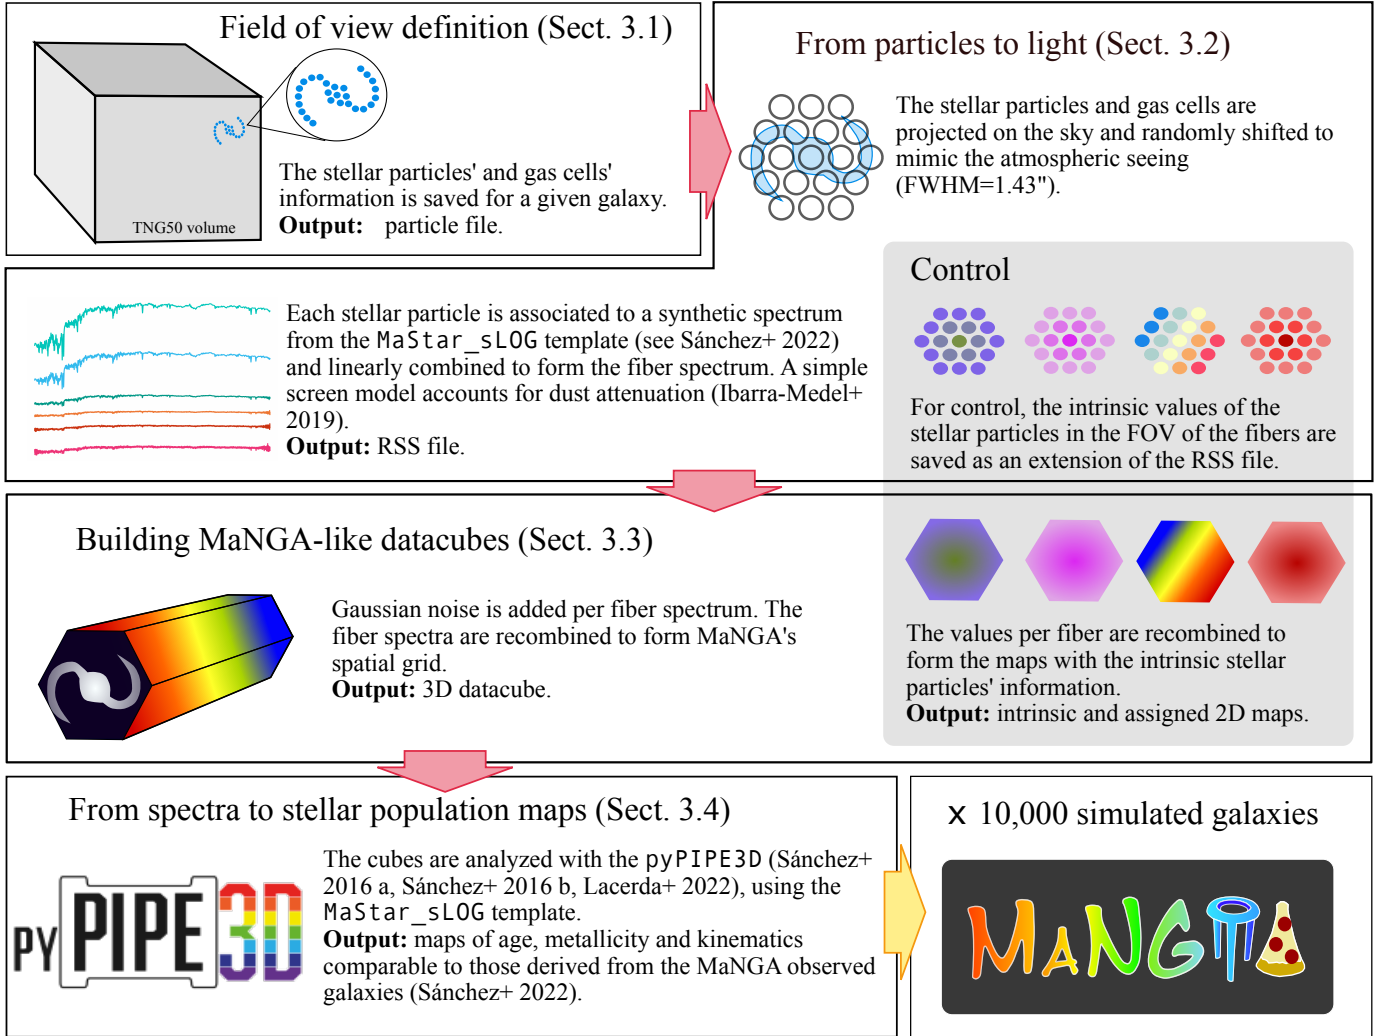 Field of view definition (Sect. 3.1)
TNG50 volume
The stellar particles' and gas cells'
information is saved for a given galaxy.
Output: particle file.
From particles to light (Sect. 3.2)
The stellar particles and gas cells are
projected on the sky and randomly shifted to
mimic the atmospheric seeing
(FWHM=1.43").
Each stellar particle is associated to a synthetic spectrum
from the MaStar_sLOG template (see Sánchez+ 2022)
and linearly combined to form the fiber spectrum. A simple
screen model accounts for dust attenuation (Ibarra-Medel+
2019).
Output: RSS file.
Control
For control, the intrinsic values of the
stellar particles in the FOV of the fibers are
saved as an extension of the RSS file.
Building MaNGA-like datacubes (Sect. 3.3)
Gaussian noise is added per fiber spectrum. The
fiber spectra are recombined to form MaNGA's
spatial grid.
Output: 3D datacube.
The values per fiber are recombined to
form the maps with the intrinsic stellar
particles' information.
Output: intrinsic and assigned 2D maps.
From spectra to stellar population maps (Sect. 3.4)
PY PIPE 3D
The cubes are analyzed with the pyPIPE3D (Sánchez+
2016 a, Sánchez+ 2016 b, Lacerda+ 2022), using the
MaStar_sLOG template.
Output: maps of age, metallicity and kinematics
comparable to those derived from the MaNGA observed
galaxies (Sánchez+ 2022).
x 10,000 simulated galaxies
MaNGIA